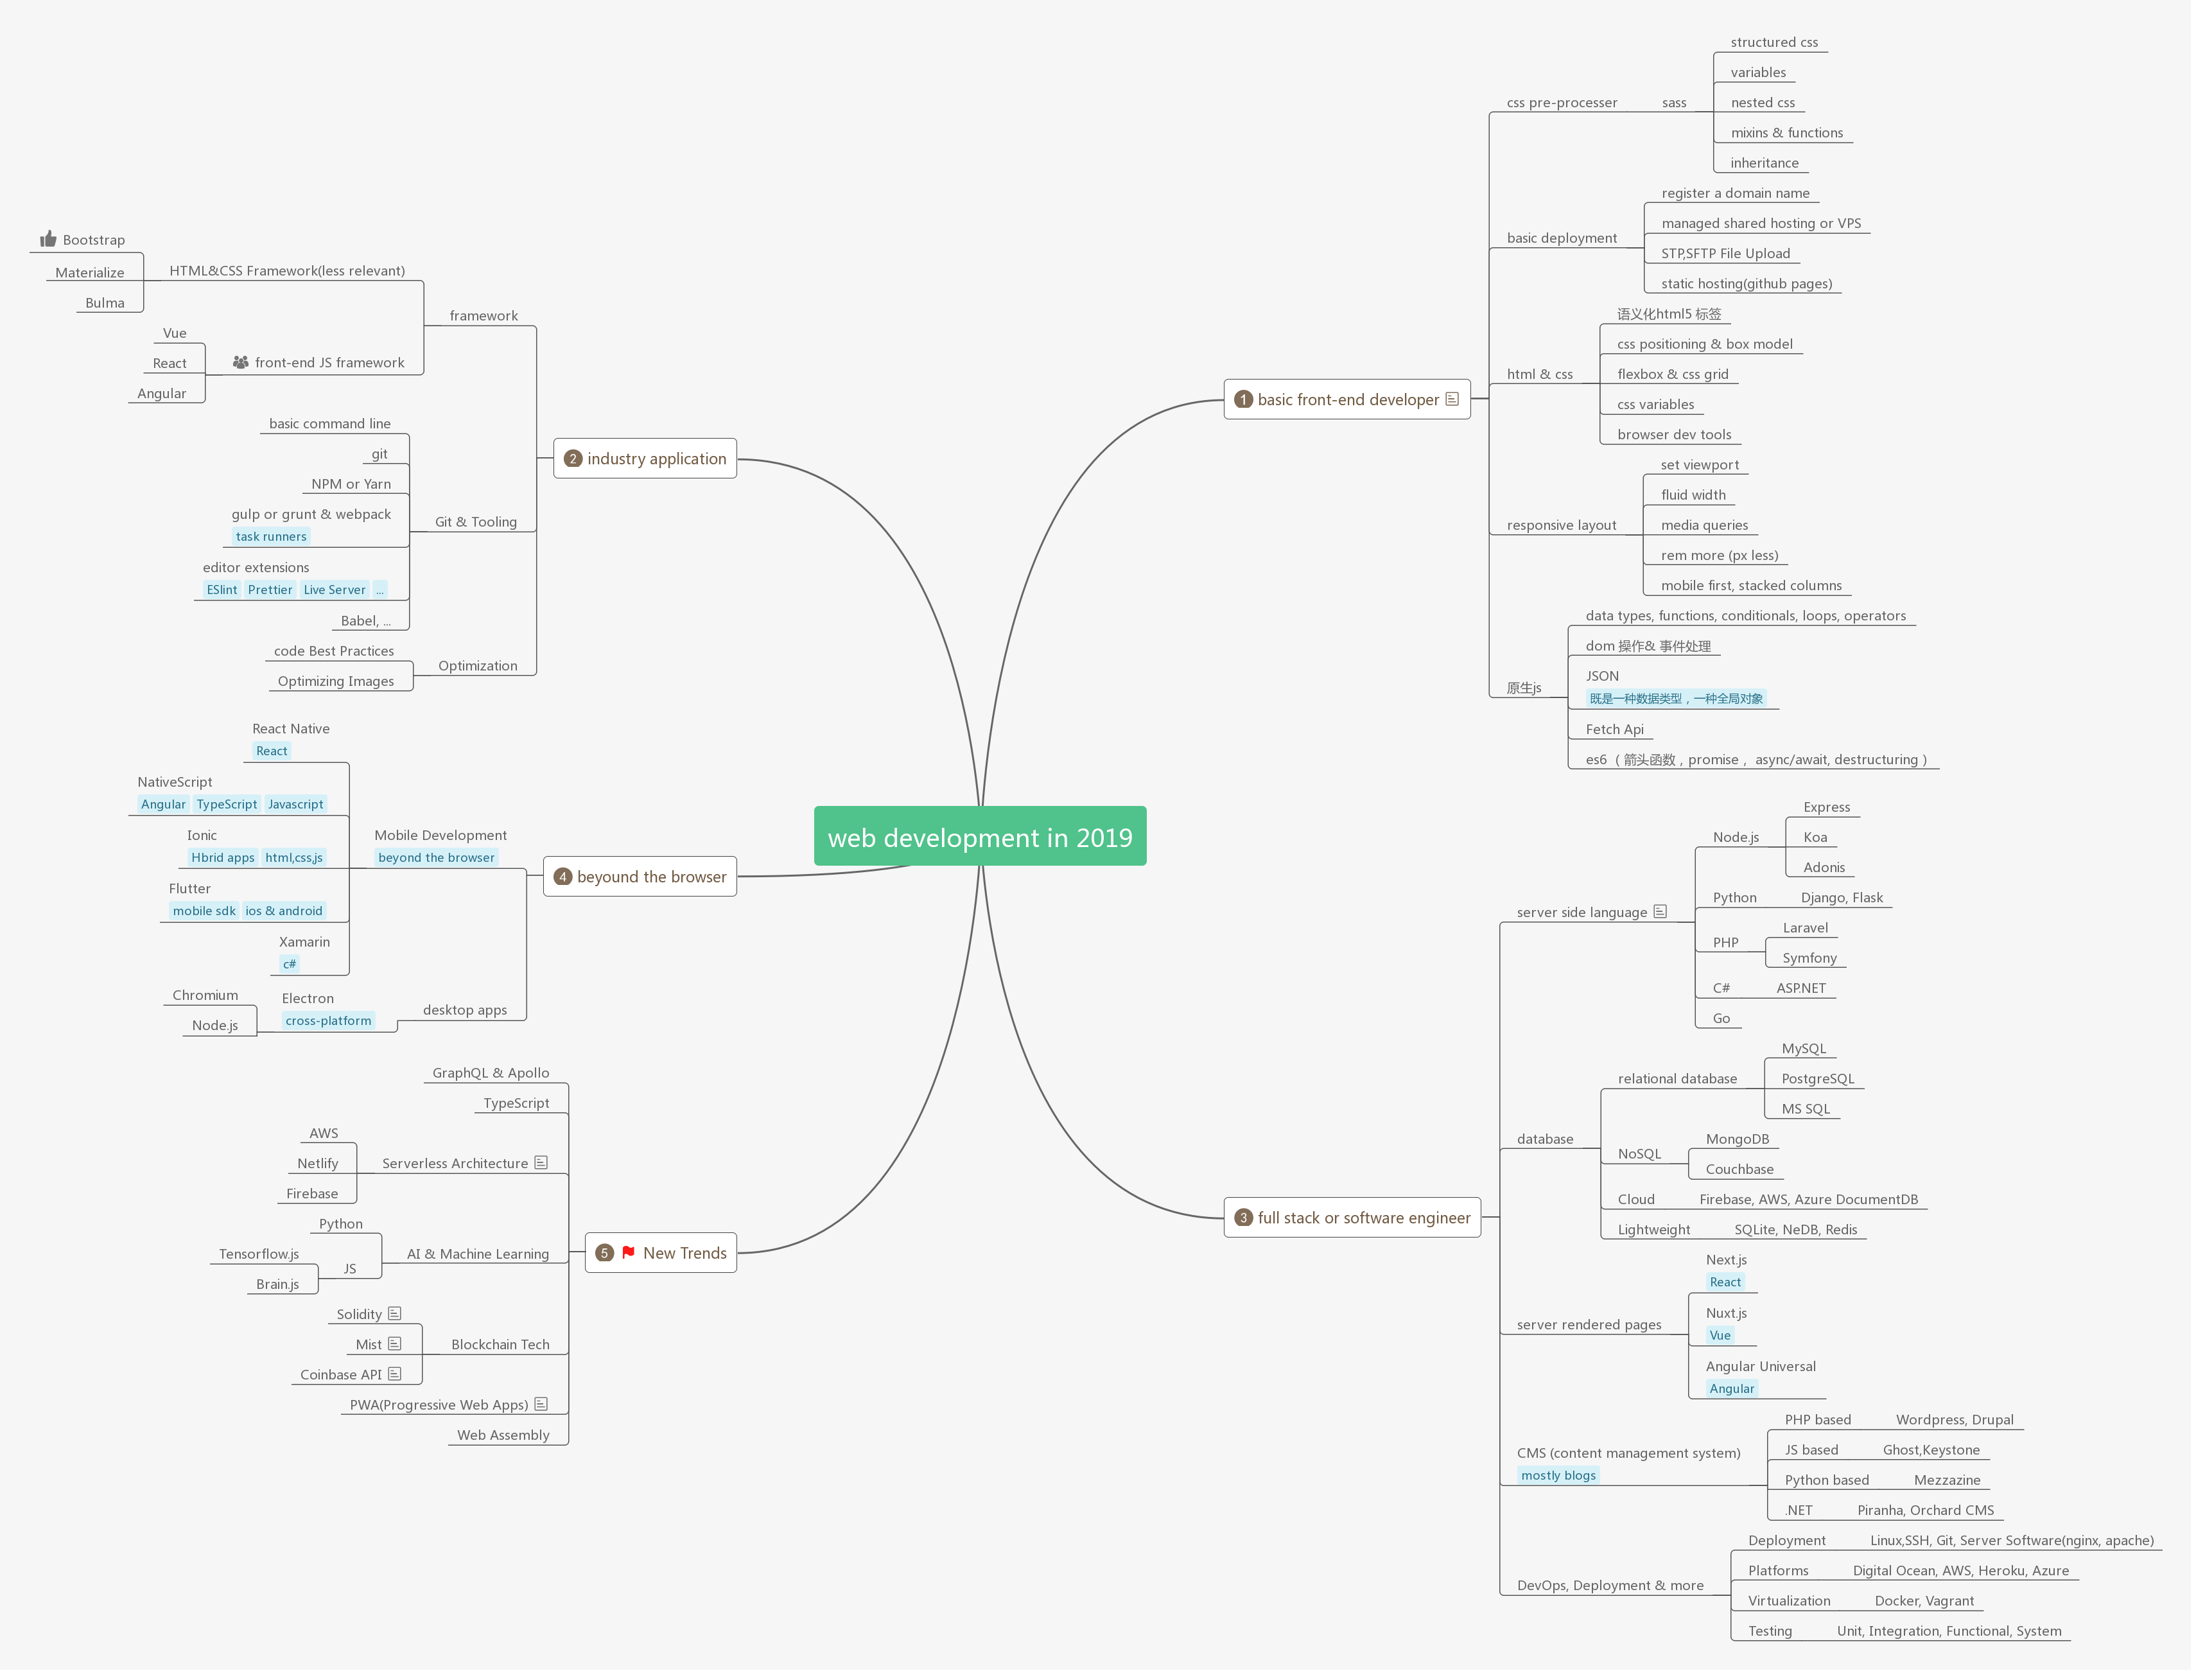 web development in 2019
1 basic front-end developer
css pre-processer
sass
structured css
variables
nested css
mixins & functions
inheritance
basic deployment
register a domain name
managed shared hosting or VPS
STP,SFTP File Upload
static hosting(github pages)
html & css
语义化html5 标签
css positioning & box model
flexbox & css grid
css variables
browser dev tools
responsive layout
set viewport
fluid width
media queries
rem more (px less)
mobile first, stacked columns
原生js
data types, functions, conditionals, loops, operators
dom 操作& 事件处理
JSON
既是一种数据类型，一种全局对象
Fetch Api
es6（ 箭头函数，promise， async/await, destructuring ）
2 industry application
framework
HTML&CSS Framework(less relevant)
Bootstrap
Materialize
Bulma
front-end JS framework
Vue
React
Angular
Git & Tooling
basic command line
git
NPM or Yarn
gulp or grunt & webpack
task runners
editor extensions
ESlint Prettier Live Server ...
Babel, ...
Optimization
code Best Practices
Optimizing Images
3 full stack or software engineer
server side language
Node.js
Express
Koa
Adonis
Python
Django, Flask
PHP
Laravel
Symfony
C#
ASP.NET
Go
database
relational database
MySQL
PostgreSQL
MS SQL
NoSQL
MongoDB
Couchbase
Cloud
Firebase, AWS, Azure DocumentDB
Lightweight
SQLite, NeDB, Redis
server rendered pages
Next.js
React
Nuxt.js
Vue
Angular Universal
Angular
CMS (content management system)
mostly blogs
PHP based
Wordpress, Drupal
JS based
Ghost,Keystone
Python based
Mezzazine
.NET
Piranha, Orchard CMS
DevOps, Deployment & more
Deployment
Linux,SSH, Git, Server Software(nginx, apache)
Platforms
Digital Ocean, AWS, Heroku, Azure
Virtualization
Docker, Vagrant
Testing
Unit, Integration, Functional, System
4 beyound the browser
Mobile Development
beyond the browser
React Native
React
NativeScript
Angular TypeScript Javascript
Ionic
Hbrid apps html,css,js
Flutter
mobile sdk ios & android
Xamarin
c#
desktop apps
Electron
cross-platform
Chromium
Node.js
5 New Trends
GraphQL & Apollo
TypeScript
Serverless Architecture
AWS
Netlify
Firebase
AI & Machine Learning
Python
JS
Tensorflow.js
Brain.js
Blockchain Tech
Solidity
Mist
Coinbase API
PWA(Progressive Web Apps)
Web Assembly